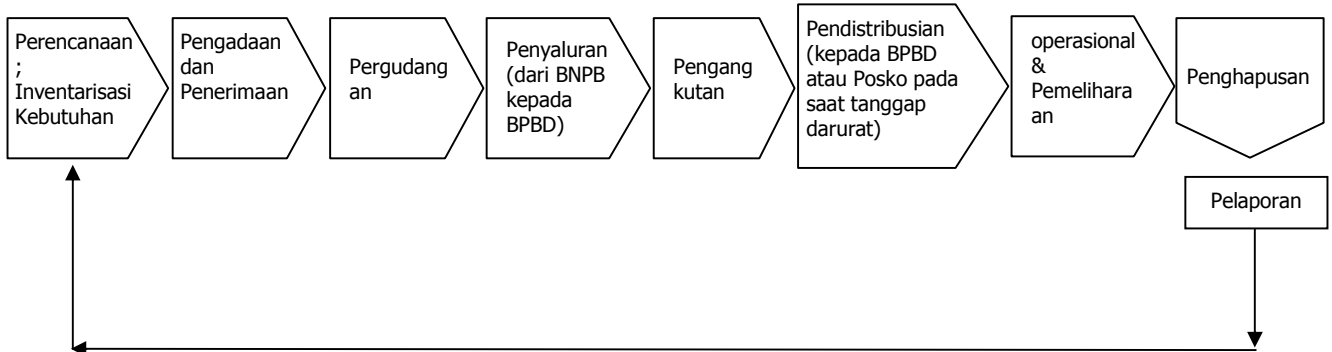 Perencanaan
;
Inventarisasi
Kebutuhan
Pengadaan
dan
Penerimaan
Pergudang
an
Penyaluran
(dari BNPB
kepada
BPBD)
Pengang
kutan
Pendistribusian
(kepada BPBD
atau Posko pada
saat tanggap
darurat)
operasional
&
Pemelihara
an
Penghapusan
Pelaporan